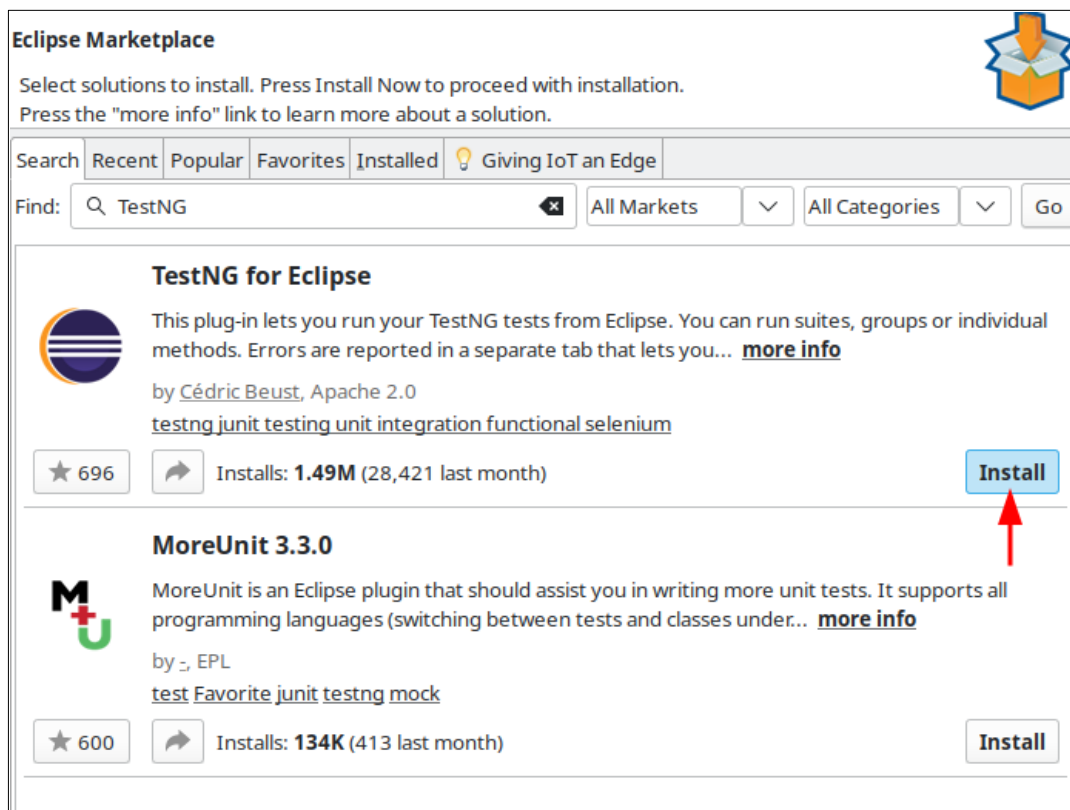 Eclipse Marketplace
Select solutions to install. Press Install Now to proceed with installation.
Press the "more info" link to learn more about a solution.
Search Recent Popular Favorites Installed Giving IoT an Edge
Find: TestNG All Markets All Categories Go
TestNG for Eclipse
This plug-in lets you run your TestNG tests from Eclipse. You can run suites, groups or individual
methods. Errors are reported in a separate tab that lets you... more info
by Cédric Beust, Apache 2.0
testng junit testing unit integration functional selenium
696 Installs: 1.49M (28,421 last month) Install
MoreUnit 3.3.0
M+U
MoreUnit is an Eclipse plugin that should assist you in writing more unit tests. It supports all
programming languages (switching between tests and classes under... more info
by -, EPL
test Favorite junit testng mock
600 Installs: 134K (413 last month) Install